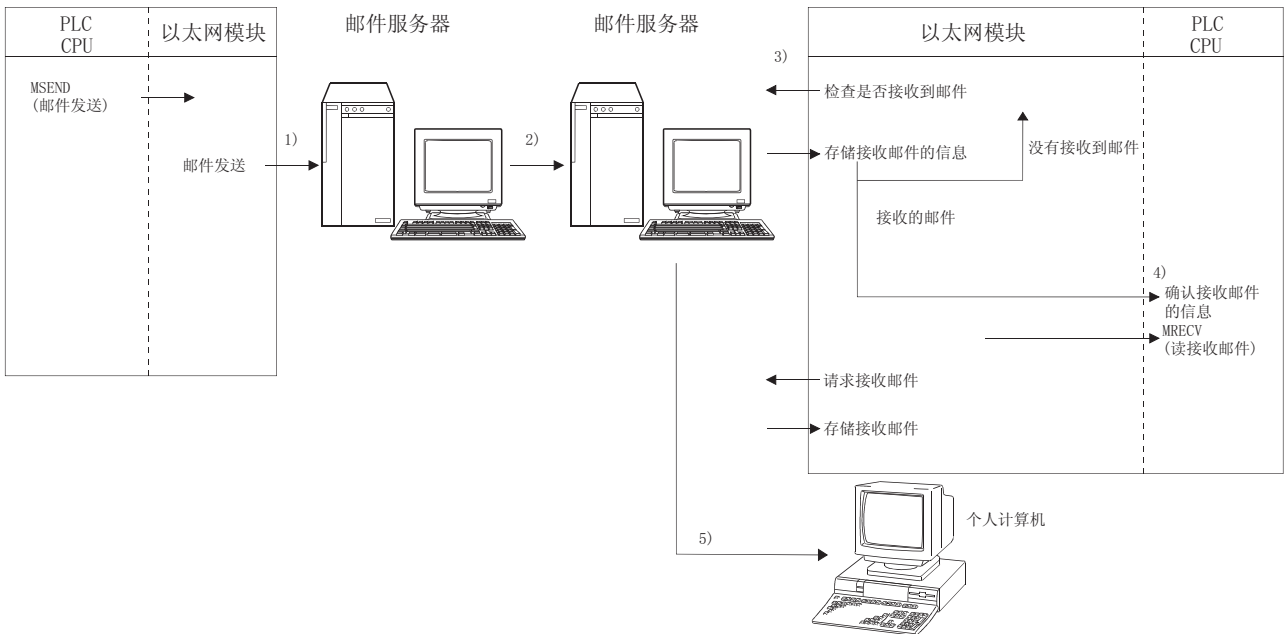 PLC
CPU
以太网模块
邮件服务器
邮件服务器
以太网模块
PLC
CPU
MSEND
(邮件发送)
邮件发送
1)
2)
3)
检查是否接收到邮件
存储接收邮件的信息
没有接收到邮件
接收的邮件
4)
确认接收邮件
的信息
MRECV
(读接收邮件)
请求接收邮件
存储接收邮件
5)
个人计算机